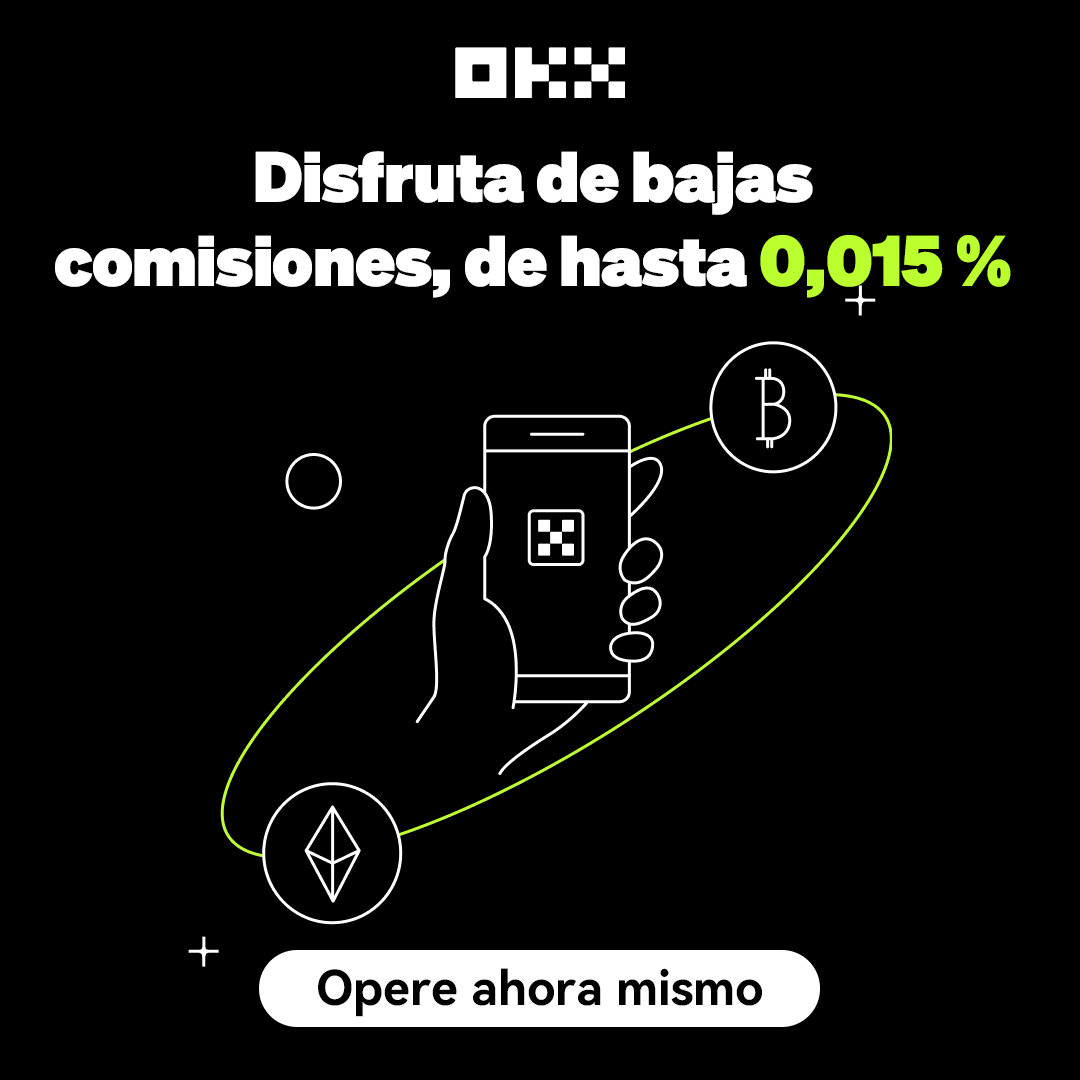 OKX
Disfruta de bajas
comisiones, de hasta 0,015 %
Opere ahora mismo